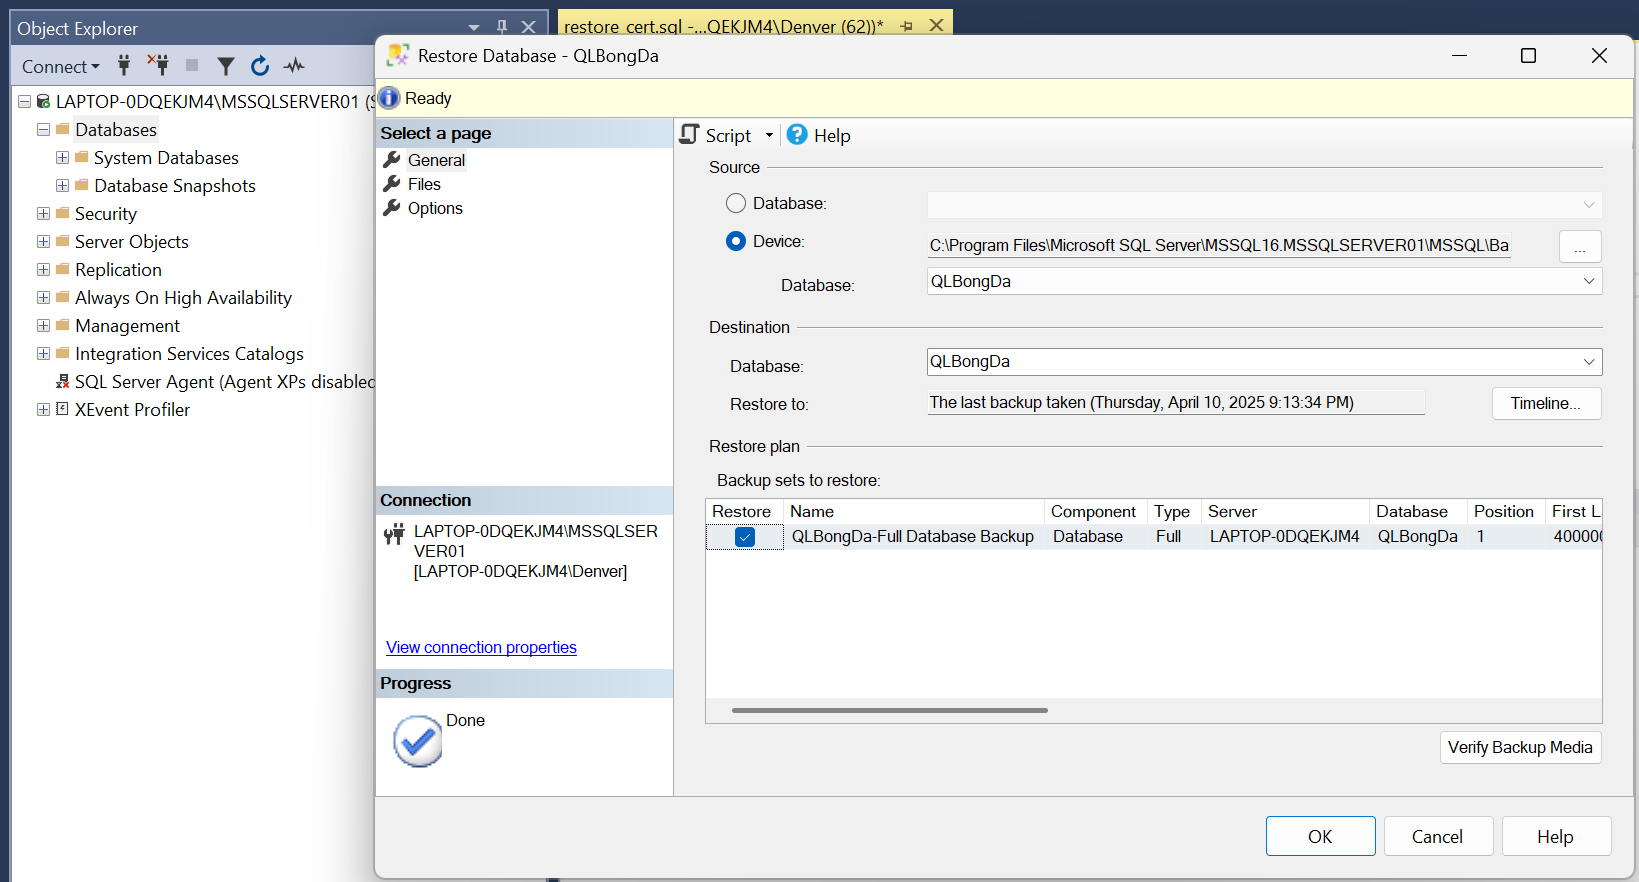 Object Explorer
restore_cert.sql -...QEKJM4\Denver (62))*
Connect
LAPTOP-0DQEKJM4\MSSQLSERVER01 (S
Databases
System Databases
Database Snapshots
Security
Server Objects
Replication
Always On High Availability
Management
Integration Services Catalogs
SQL Server Agent (Agent XPs disabled
XEvent Profiler
Restore Database - QLBongDa
Ready
Select a page
General
Files
Options
Connection
LAPTOP-0DQEKJM4\MSSQLSER
VER01
[LAPTOP-0DQEKJM4\Denver]
View connection properties
Progress
Done
Script
Help
Source
Database:
Device: C:\Program Files\Microsoft SQL Server\MSSQL16.MSSQLSERVER01\MSSQL\Ba ...
Database: QLBongDa
Destination
Database: QLBongDa
Restore to: The last backup taken (Thursday, April 10, 2025 9:13:34 PM) Timeline...
Restore plan
Backup sets to restore:
Restore Name Component Type Server Database Position First L
QLBongDa-Full Database Backup Database Full LAPTOP-0DQEKJM4 QLBongDa 1 400000
Verify Backup Media
OK Cancel Help